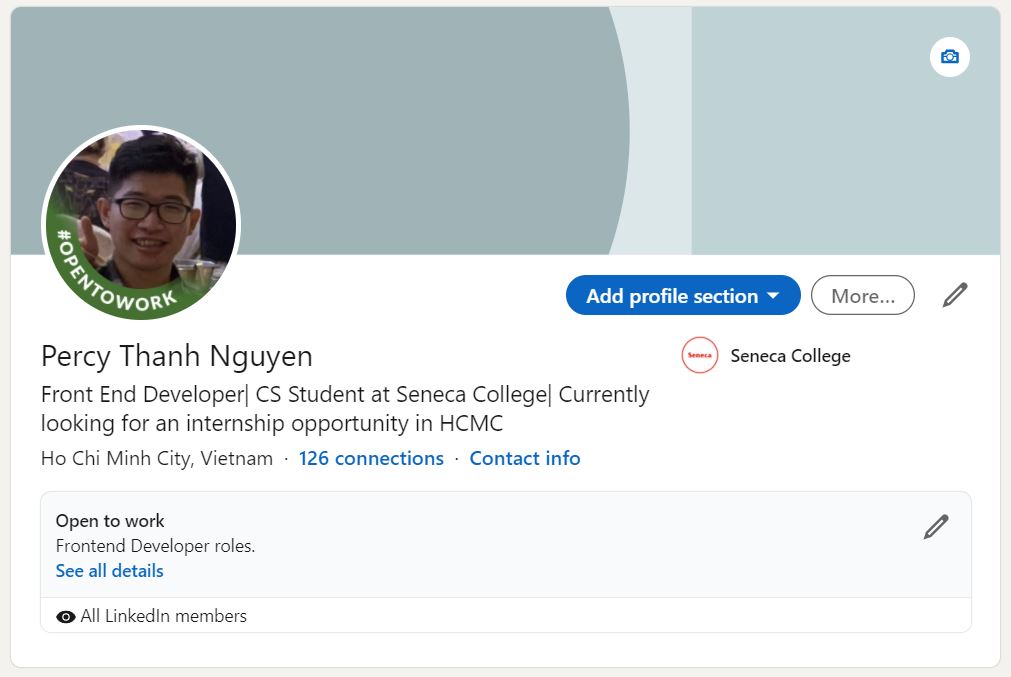 #OPENTOWORK
Add profile section
More...
Percy Thanh Nguyen
Seneca
Seneca College
Front End Developer| CS Student at Seneca College| Currently
looking for an internship opportunity in HCMC
Ho Chi Minh City, Vietnam · 126 connections · Contact info
Open to work
Frontend Developer roles.
See all details
All LinkedIn members